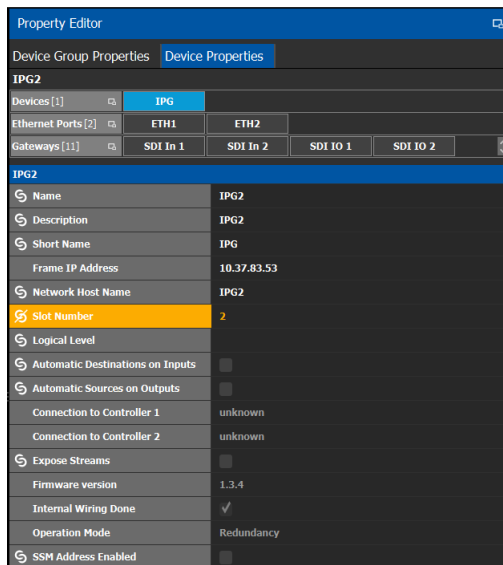 Property Editor
Device Group Properties Device Properties
IPG2
Devices [1] IPG
Ethernet Ports [2] ETH1 ETH2
Gateways [11] SDI In 1 SDI In 2 SDI IO 1 SDI IO 2
IPG2
Name IPG2
Description IPG2
Short Name IPG
Frame IP Address 10.37.83.53
Network Host Name IPG2
Slot Number 2
Logical Level
Automatic Destinations on Inputs
Automatic Sources on Outputs
Connection to Controller 1 unknown
Connection to Controller 2 unknown
Expose Streams
Firmware version 1.3.4
Internal Wiring Done
Operation Mode Redundancy
SSM Address Enabled